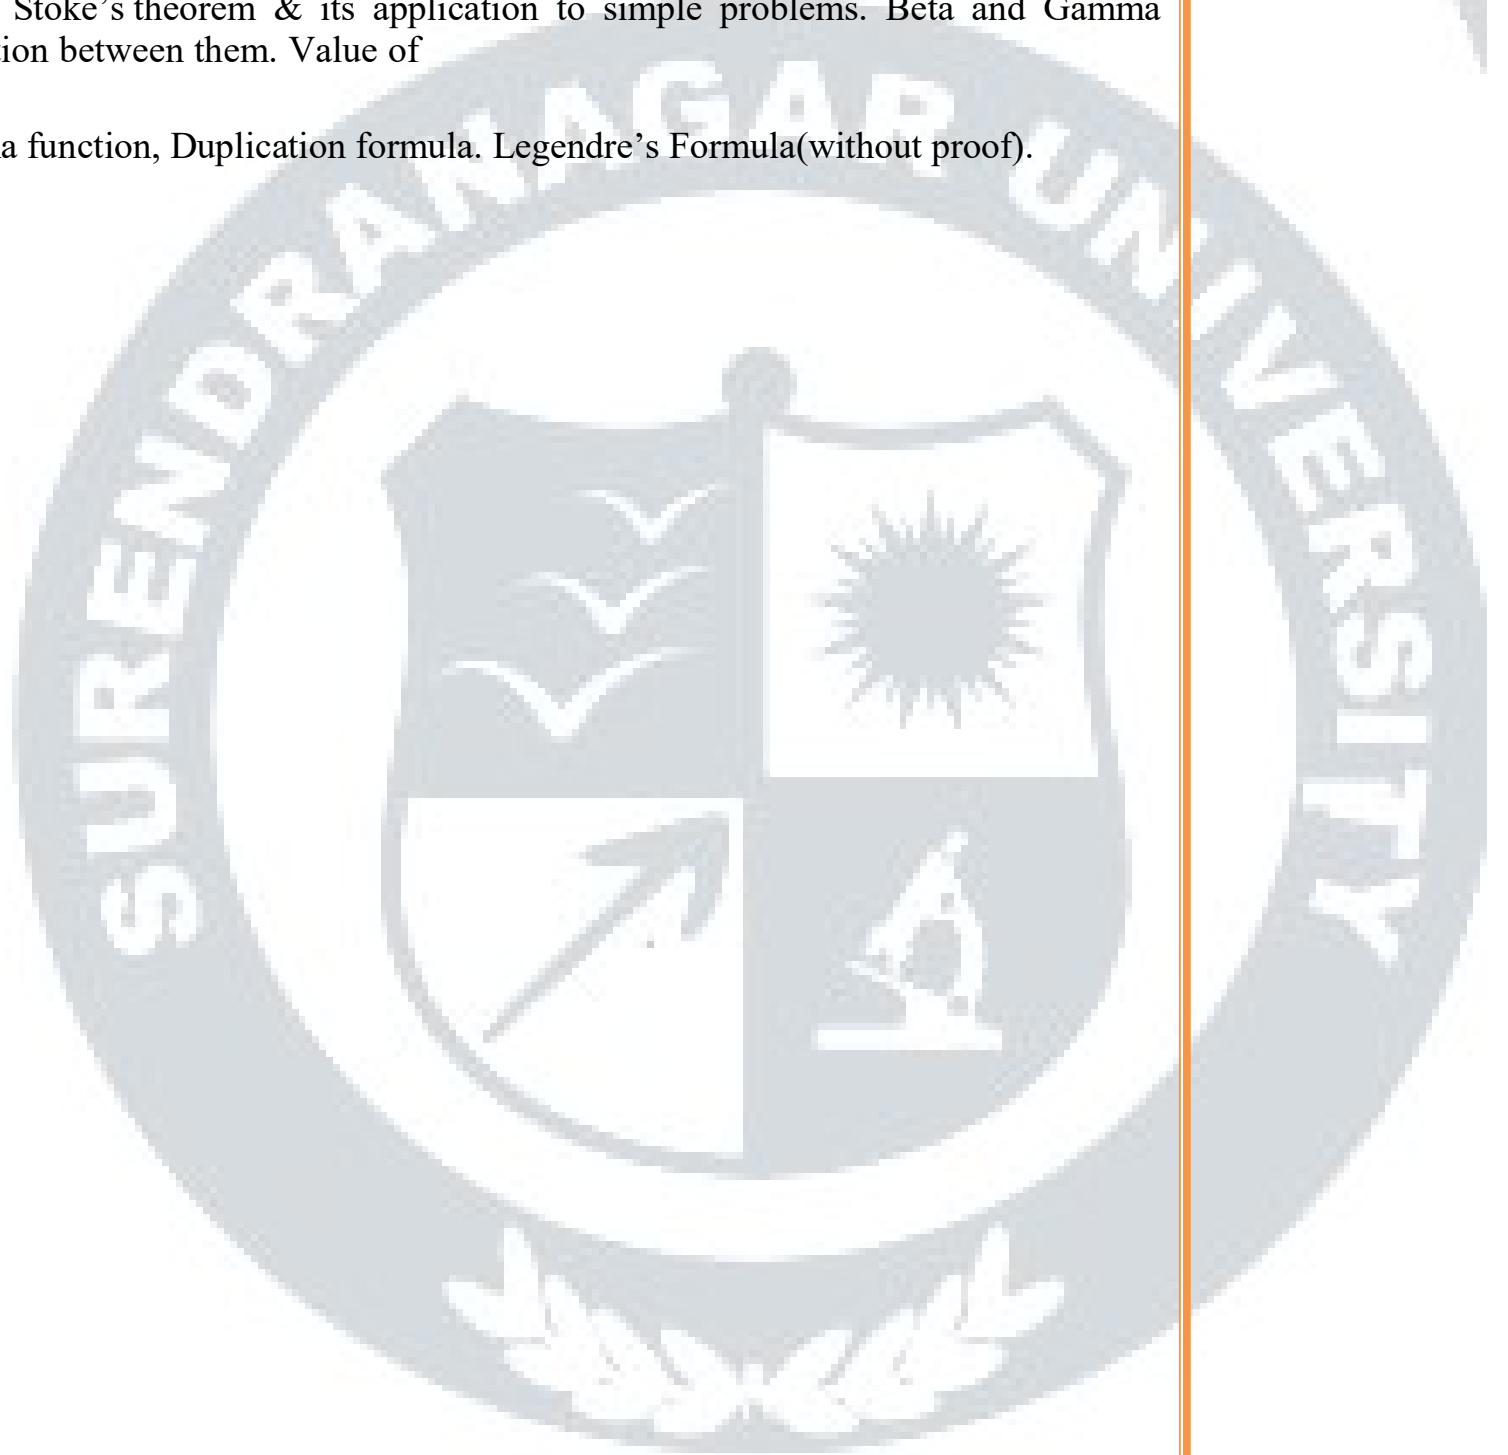 Stoke’s theorem & its application to simple problems. Beta and Gamma
tion between them. Value of
a function, Duplication formula. Legendre’s Formula(without proof).
SURENDRANAGAR UNIVERSITY